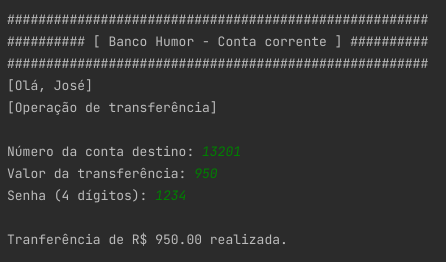 ######################################################
########## [ Banco Humor - Conta corrente ] ##########
######################################################
[Olá, José]
[Operação de transferência]
Número da conta destino: 13201
Valor da transferência: 950
Senha (4 dígitos): 1234
Tranferência de R$ 950.00 realizada.